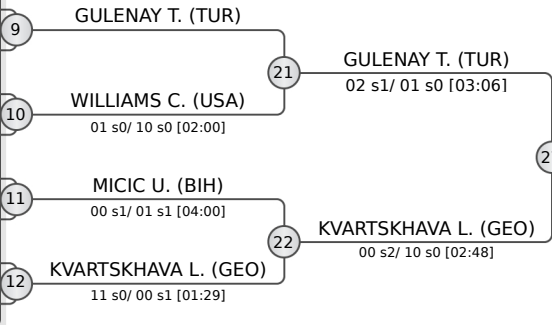 9
GULENAY T. (TUR)
21
GULENAY T. (TUR)
02 s1/ 01 s0 [03:06]
10
WILLIAMS C. (USA)
01 s0/ 10 s0 [02:00]
11
MICIC U. (BIH)
00 s1/ 01 s1 [04:00]
22
KVARTSKHAVA L. (GEO)
00 s2/ 10 s0 [02:48]
12
KVARTSKHAVA L. (GEO)
11 s0/ 00 s1 [01:29]